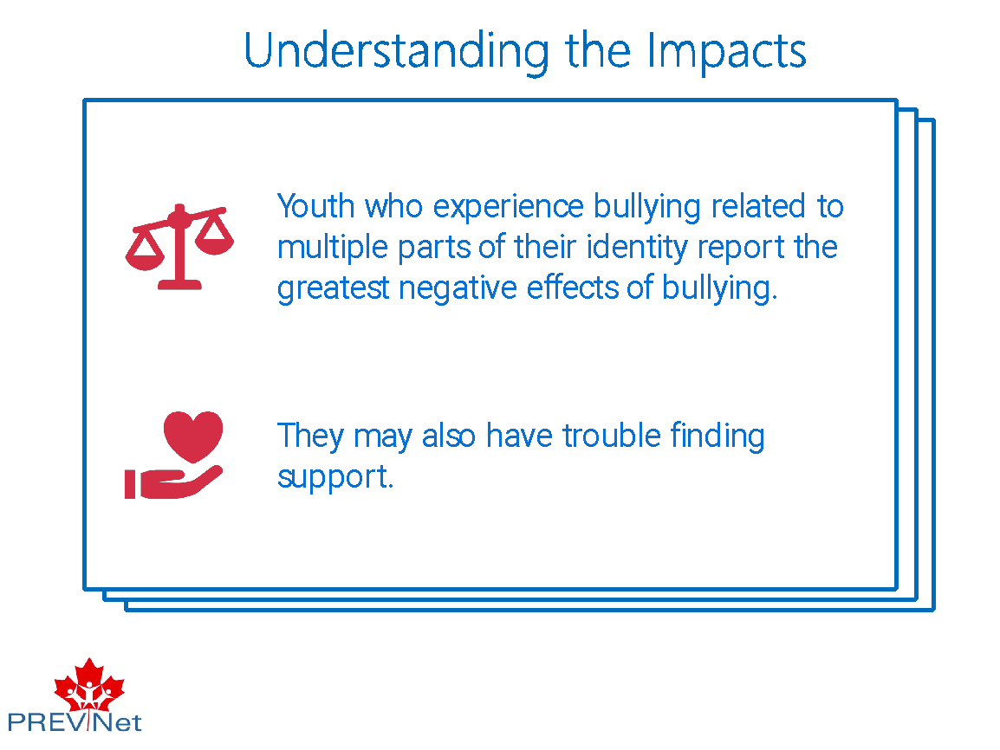 Understanding the Impacts
Youth who experience bullying related to
multiple parts of their identity report the
greatest negative effects of bullying.
They may also have trouble finding
support.
PREVNet